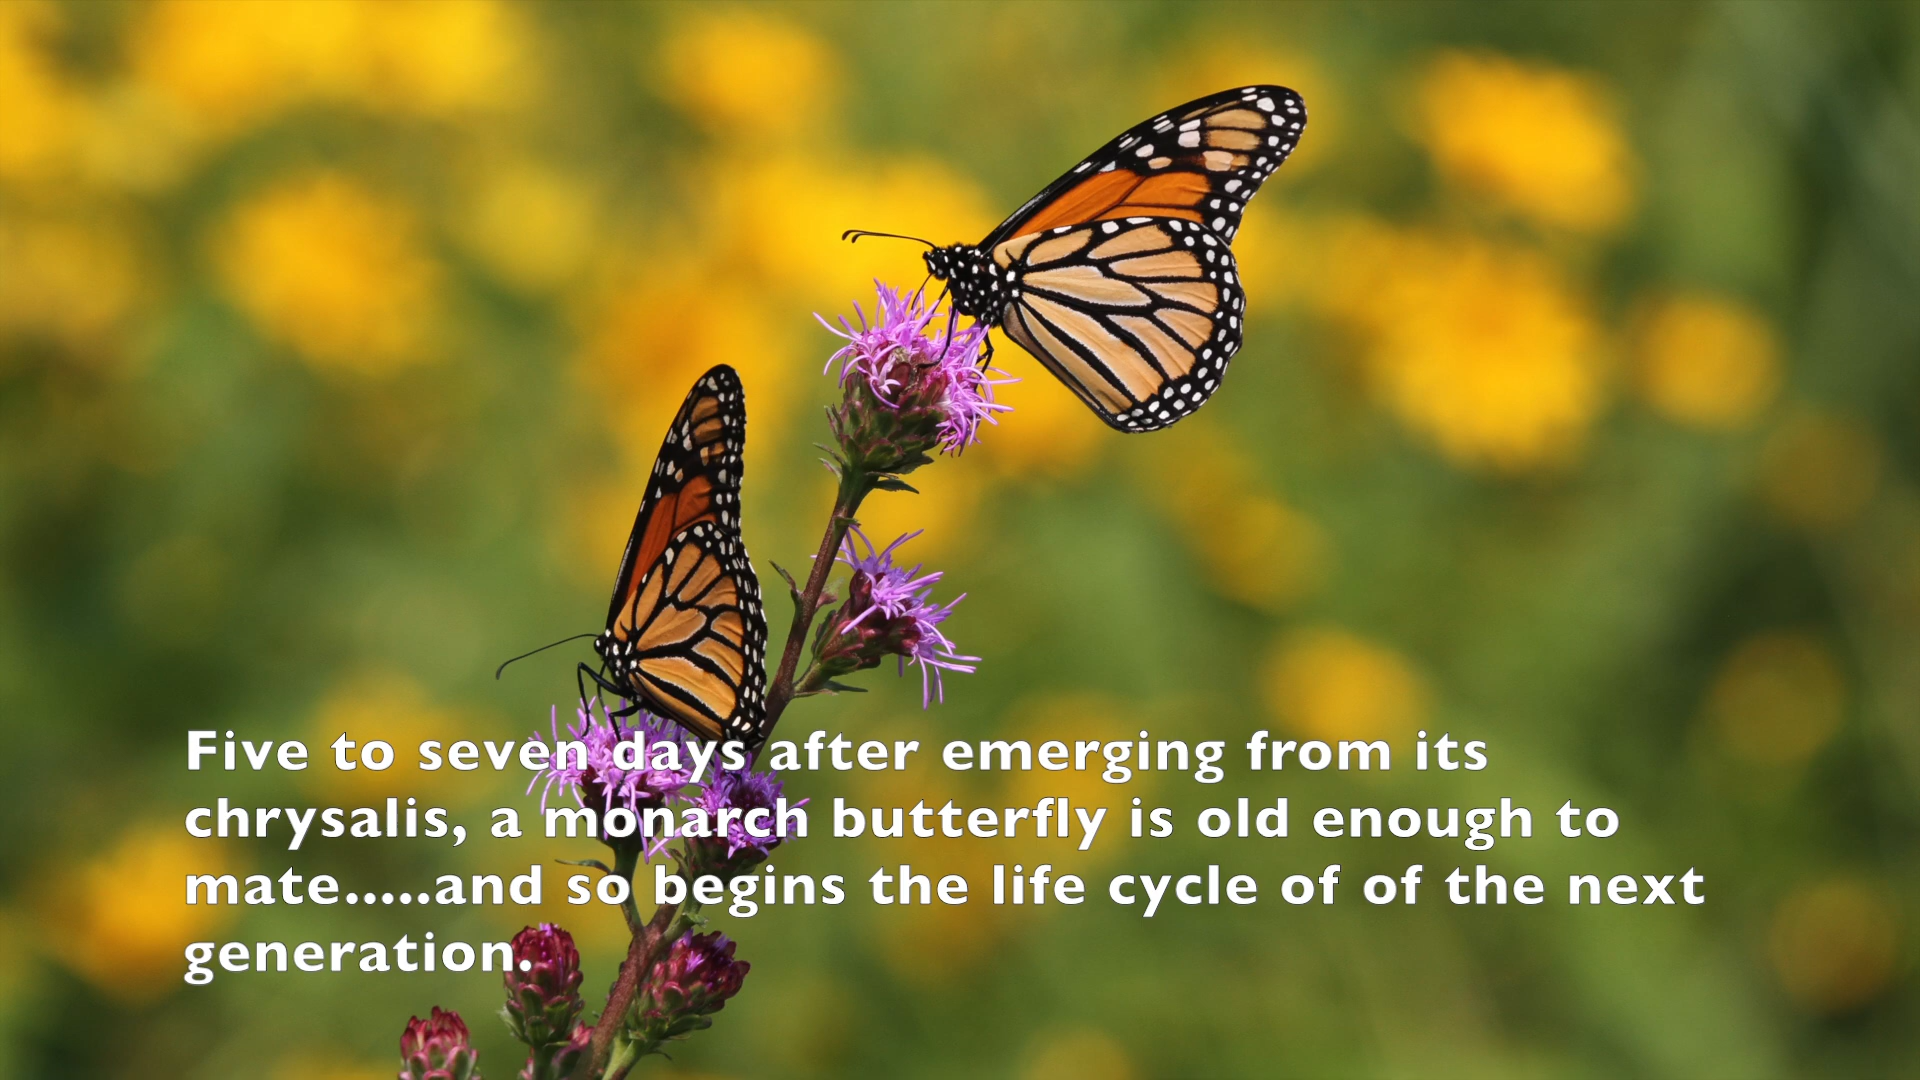 Five to seven days after emerging from its
chrysalis, a monarch butterfly is old enough to
mate.....and so begins the life cycle of of the next
generation.